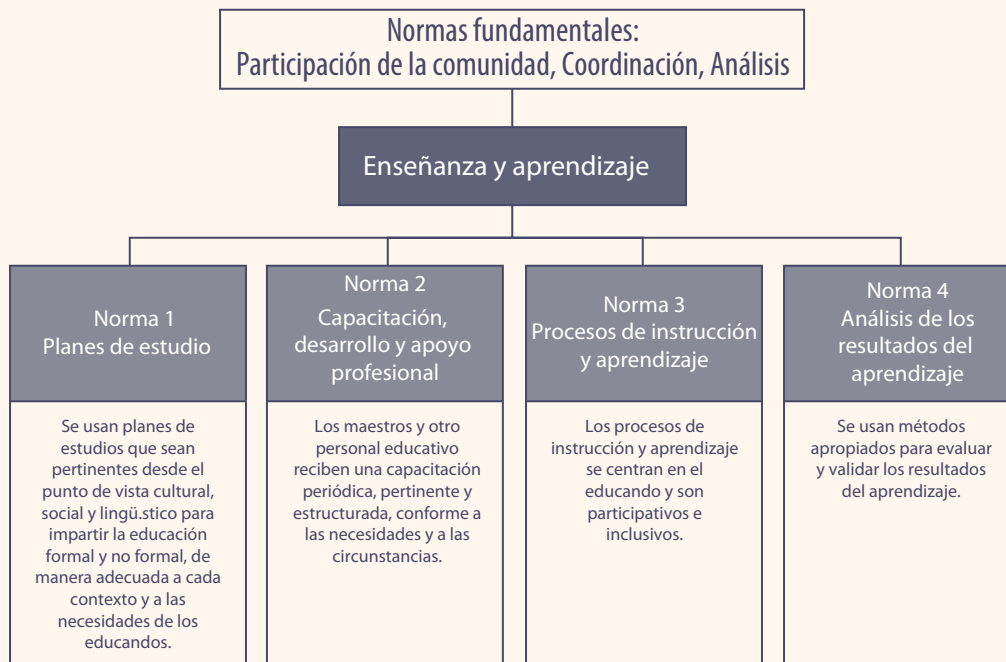 Normas fundamentales:
Participación de la comunidad, Coordinación, Análisis
Enseñanza y aprendizaje
Norma 1
Planes de estudio
Se usan planes de
estudios que sean
pertinentes desde el
punto de vista cultural,
social y lingü.stico para
impartir la educación
formal y no formal, de
manera adecuada a cada
contexto y a las
necesidades de los
educandos.
Norma 2
Capacitación,
desarrollo y apoyo
profesional
Los maestros y otro
personal educativo
reciben una capacitación
periódica, pertinente y
estructurada, conforme a
las necesidades y a las
circunstancias.
Norma 3
Procesos de instrucción
y aprendizaje
Los procesos de
instrucción y aprendizaje
se centran en el
educando y son
participativos e
inclusivos.
Norma 4
Análisis de los
resultados del
aprendizaje
Se usan métodos
apropiados para evaluar
y validar los resultados
del aprendizaje.